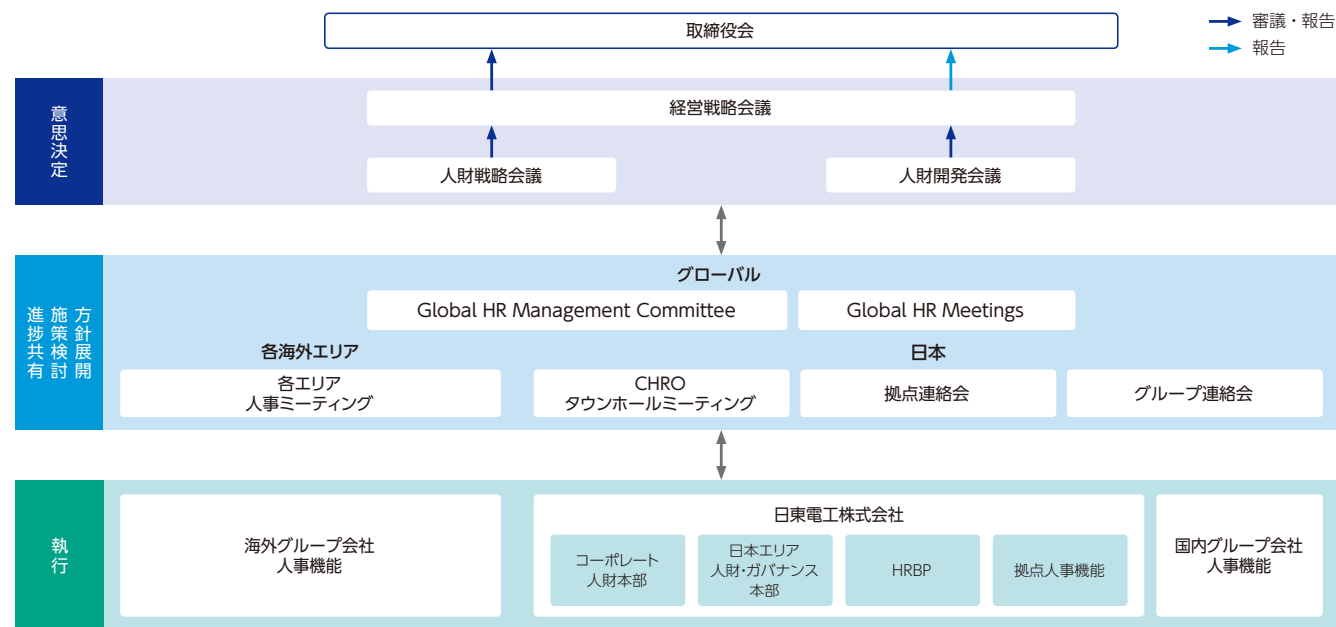 取締役会
審議・報告
報告
意思決定
経営戦略会議
人財戦略会議
人財開発会議
方針展開
施策検討
進捗共有
グローバル
Global HR Management Committee
Global HR Meetings
各海外エリア
日本
各エリア
人事ミーティング
CHRO
タウンホールミーティング
拠点連絡会
グループ連絡会
執行
海外グループ会社
人事機能
日東電工株式会社
コーポレート
人財本部
日本エリア
人財・ガバナンス
本部
HRBP
拠点人事機能
国内グループ会社
人事機能